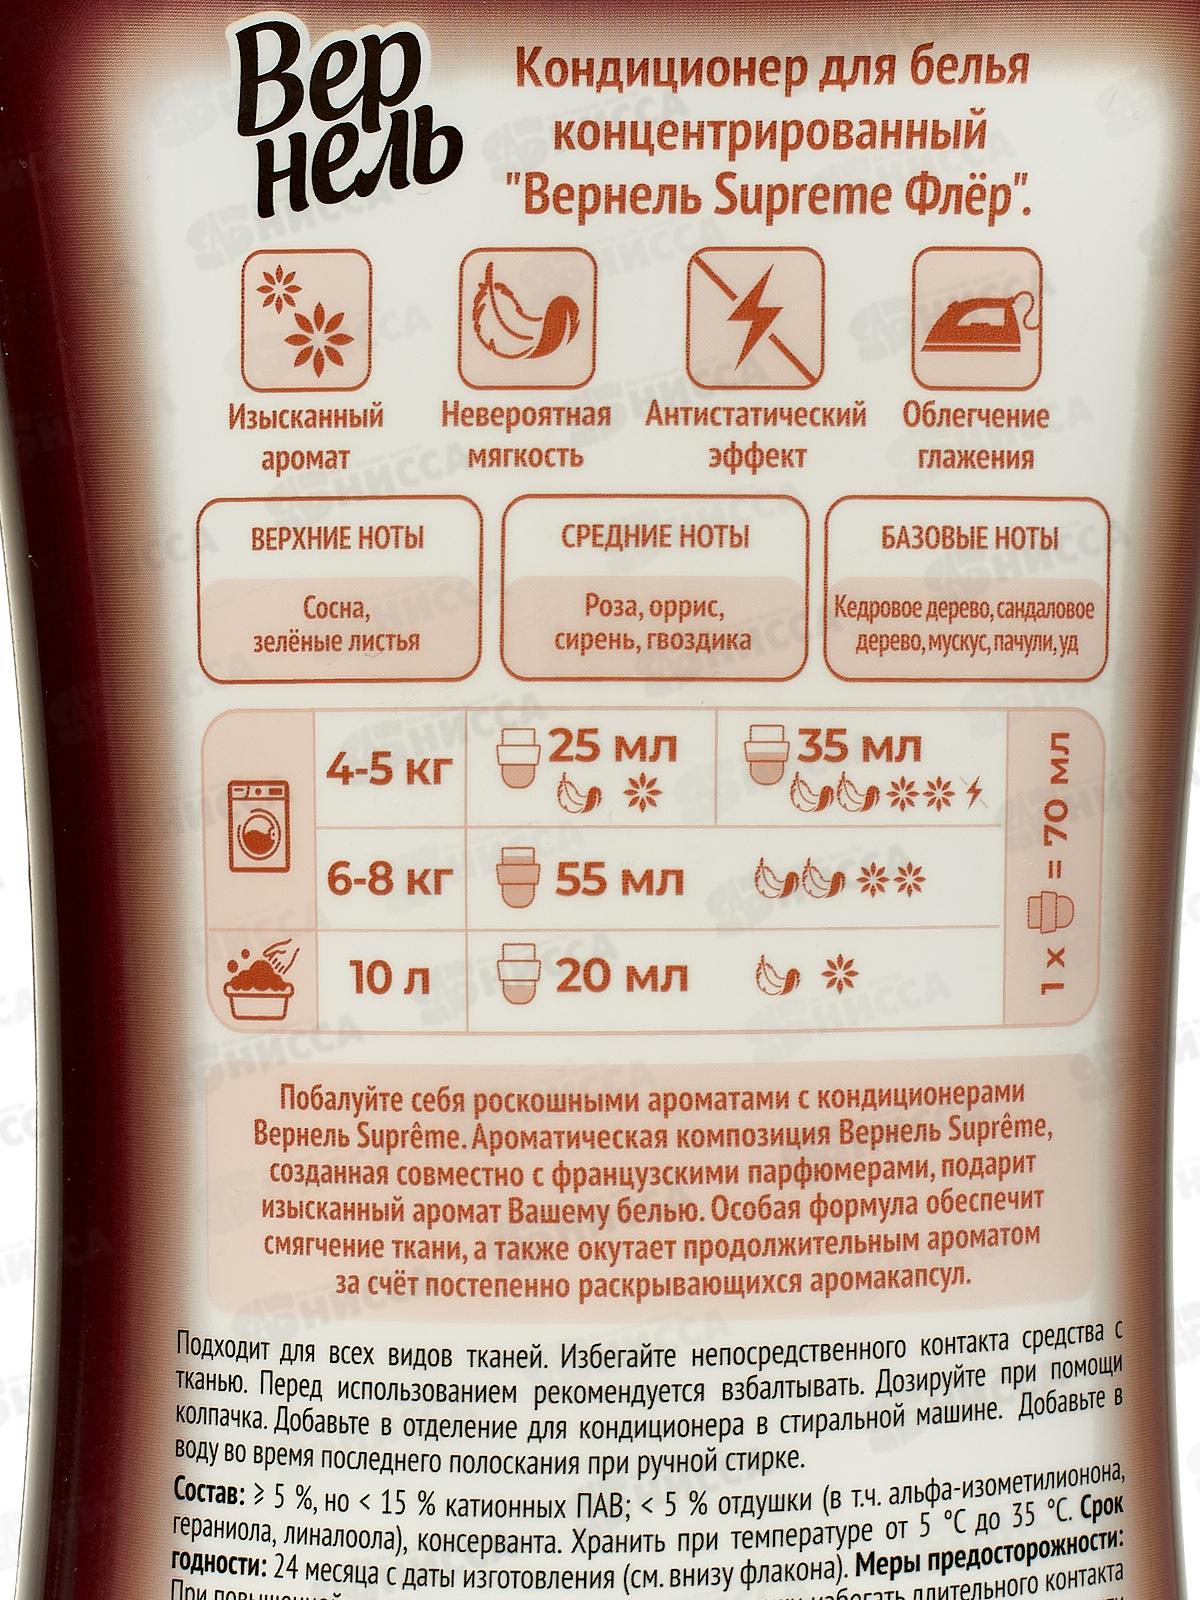 Вер
нель
Кондиционер для белья
концентрированный
"Вернель Supreme Флёр".
Изысканный
аромат
Невероятная
мягкость
Антистатический
эффект
Облегчение
глажения
ВЕРХНИЕ НОТЫ
Сосна,
зелёные листья
СРЕДНИЕ НОТЫ
Роза, оррис,
сирень, гвоздика
БАЗОВЫЕ НОТЫ
Кедровое дерево, сандаловое
дерево, мускус, пачули, уд
4-5 кг 25 мл 35 мл
6-8 кг 55 мл
10 л 20 мл
1 x = 70 мл
Побалуйте себя роскошными ароматами с кондиционерами
Вернель Suprême. Ароматическая композиция Вернель Suprême,
созданная совместно с французскими парфюмерами, подарит
изысканный аромат Вашему белью. Особая формула обеспечит
смягчение ткани, а также окутает продолжительным ароматом
за счёт постепенно раскрывающихся аромакапсул.
Подходит для всех видов тканей. Избегайте непосредственного контакта средства с
тканью. Перед использованием рекомендуется взбалтывать. Дозируйте при помощи
колпачка. Добавьте в отделение для кондиционера в стиральной машине. Добавьте в
воду во время последнего полоскания при ручной стирке.
Состав: ≥ 5 %, но < 15 % катионных ПАВ; < 5 % отдушки (в т.ч. альфа-изометилионона,
гераниола, линалоола), консерванта. Хранить при температуре от 5 °C до 35 °C. Срок
годности: 24 месяца с даты изготовления (см. внизу флакона). Меры предосторожности:
При избегать длительного контакта